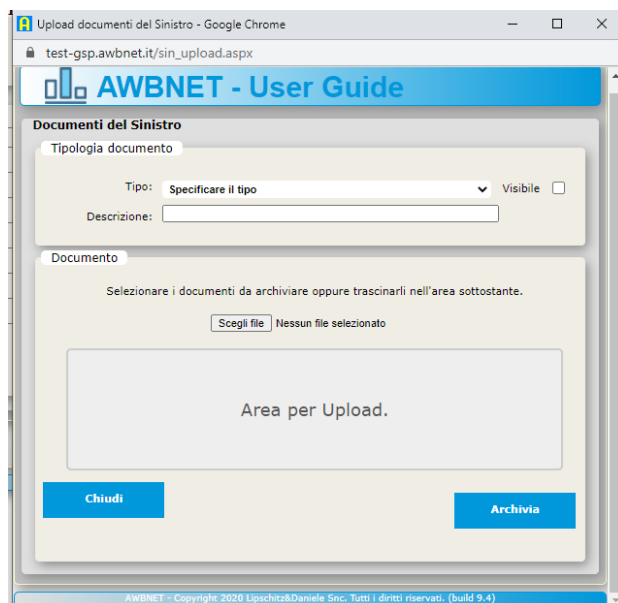 Upload documenti del Sinistro - Google Chrome
test-gsp.awbnet.it/sin_upload.aspx
AWBNET - User Guide
Documenti del Sinistro
Tipologia documento
Tipo: Specificare il tipo Visibile
Descrizione:
Documento
Selezionare i documenti da archiviare oppure trascinarli nell'area sottostante.
Scegli file Nessun file selezionato
Area per Upload.
Chiudi
Archivia
AWBNET - Copyright 2020 Lipschitz&Daniele Snc. Tutti i diritti riservati. (build 9.4)